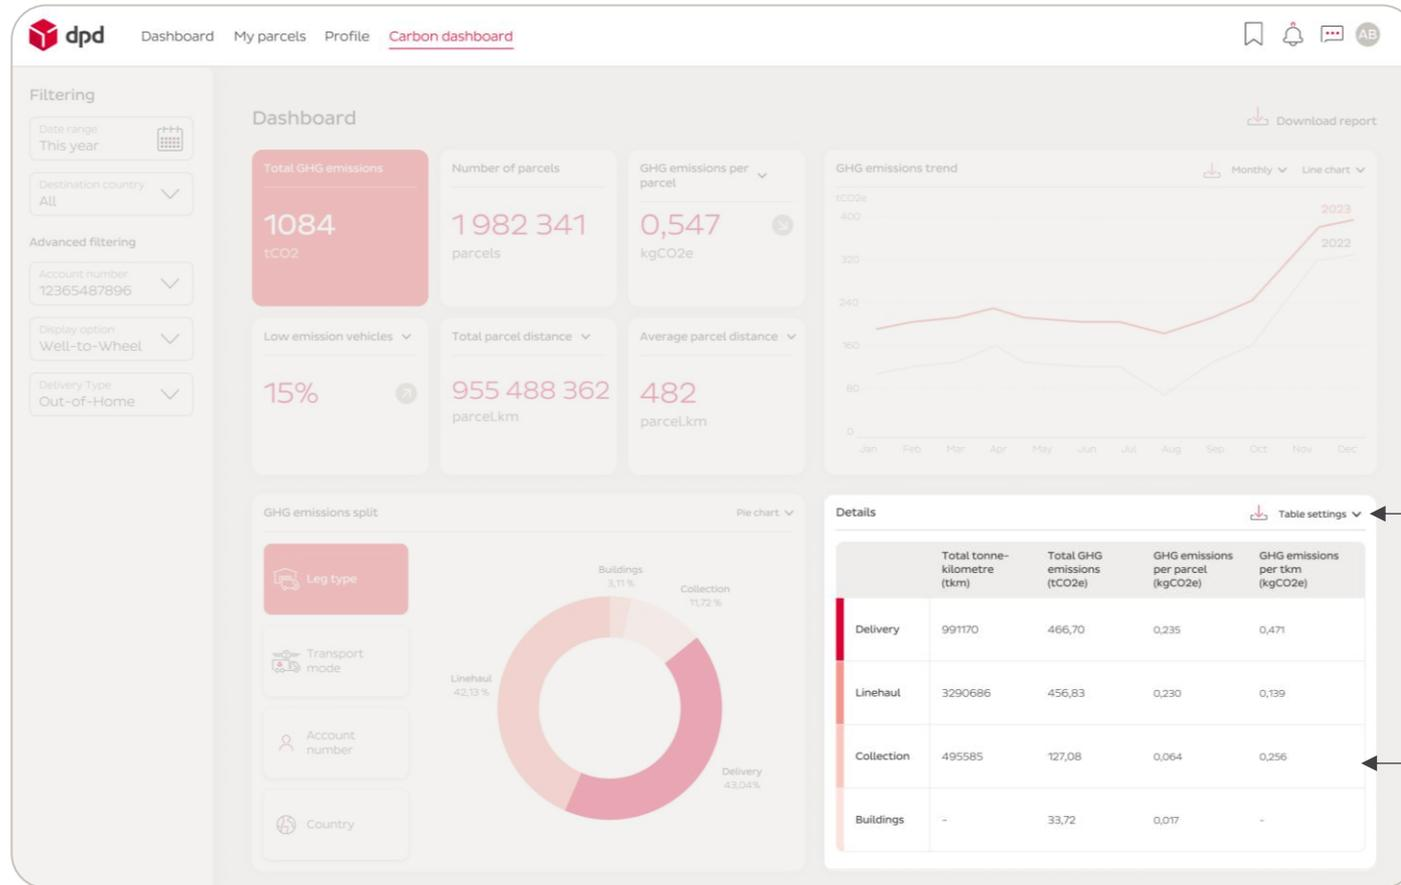 dpd
Dashboard My parcels Profile Carbon dashboard
AB
Filtering
Date range
This year
Destination country
All
Advanced filtering
Account number
12365487896
Display option
Well-to-Wheel
Delivery Type
Out-of-Home
Dashboard
Download report
Total GHG emissions
1084
tCO2
Number of parcels
1 982 341
parcels
GHG emissions per
parcel
0,547
kgCO2e
Low emission vehicles
15%
Total parcel distance
955 488 362
parcel.km
Average parcel distance
482
parcel.km
GHG emissions trend
Monthly Line chart
tCO2e
400
320
240
160
80
0
2023
2022
Jan Feb Mar Apr May Jun Jul Aug Sep Oct Nov Dec
GHG emissions split
Pie chart
Leg type
Transport
mode
Account
number
Country
Buildings
3,11 %
Collection
11,72 %
Linehaul
42,13 %
Delivery
43,04%
Details
Table settings
Total tonne-
kilometre
(tkm)
Total GHG
emissions
(tCO2e)
GHG emissions
per parcel
(kgCO2e)
GHG emissions
per tkm
(kgCO2e)
Delivery 991170 466,70 0,235 0,471
Linehaul 3290686 456,83 0,230 0,139
Collection 495585 127,08 0,064 0,256
Buildings - 33,72 0,017 -